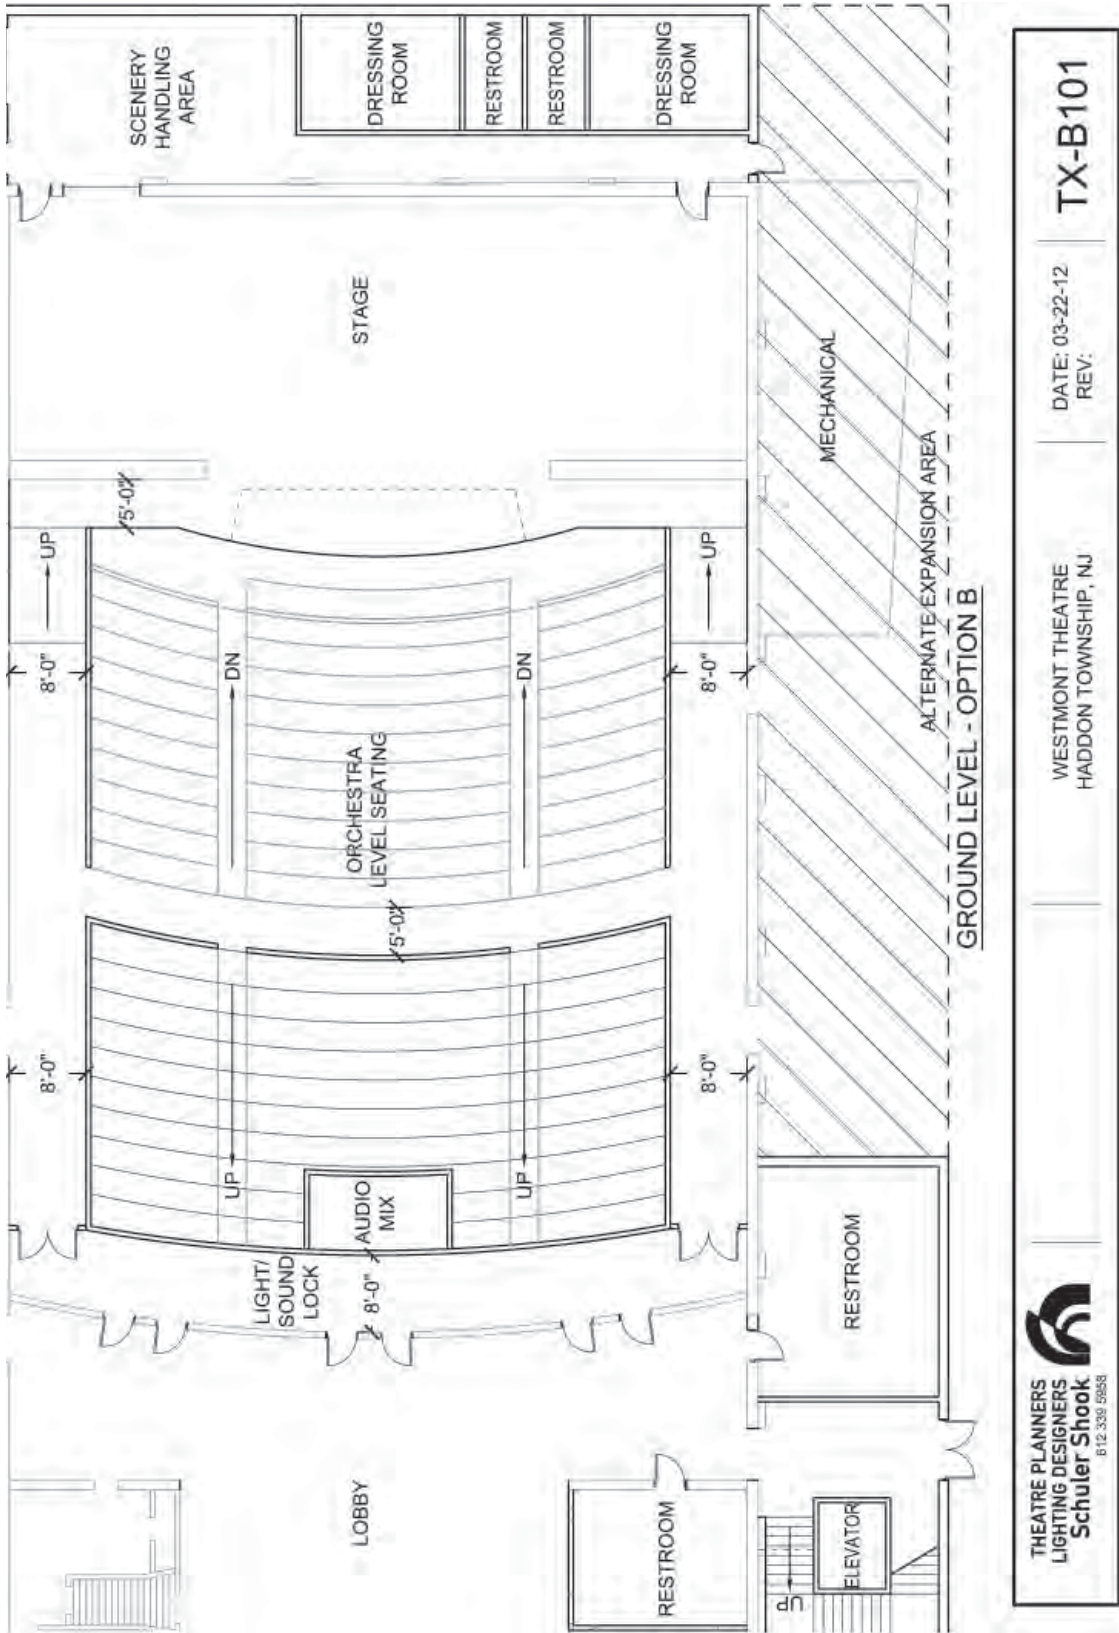 SCENERY
HANDLING
AREA
DRESSING
ROOM
RESTROOM
RESTROOM
DRESSING
ROOM
STAGE
MECHANICAL
ALTERNATE EXPANSION AREA
5'-0"
UP
UP
8'-0"
8'-0"
DN
DN
ORCHESTRA
LEVEL SEATING
5'-0"
8'-0"
8'-0"
UP
UP
AUDIO
MIX
LIGHT/
SOUND
LOCK
8'-0"
RESTROOM
LOBBY
RESTROOM
ELEVATOR
UP
GROUND LEVEL - OPTION B
THEATRE PLANNERS
LIGHTING DESIGNERS
Schuler Shook
612 339 5958
WESTMONT THEATRE
HADDON TOWNSHIP, NJ
DATE: 03-22-12
REV:
TX-B101